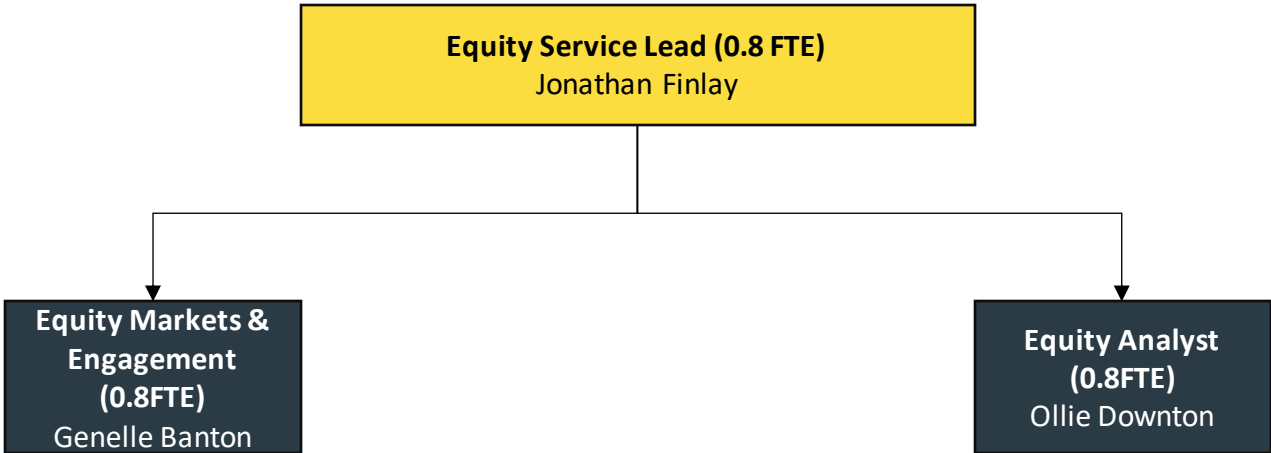 Equity Service Lead (0.8 FTE)
Jonathan Finlay
Equity Markets &
Engagement
(0.8FTE)
Genelle Banton
Equity Analyst
(0.8FTE)
Ollie Downton